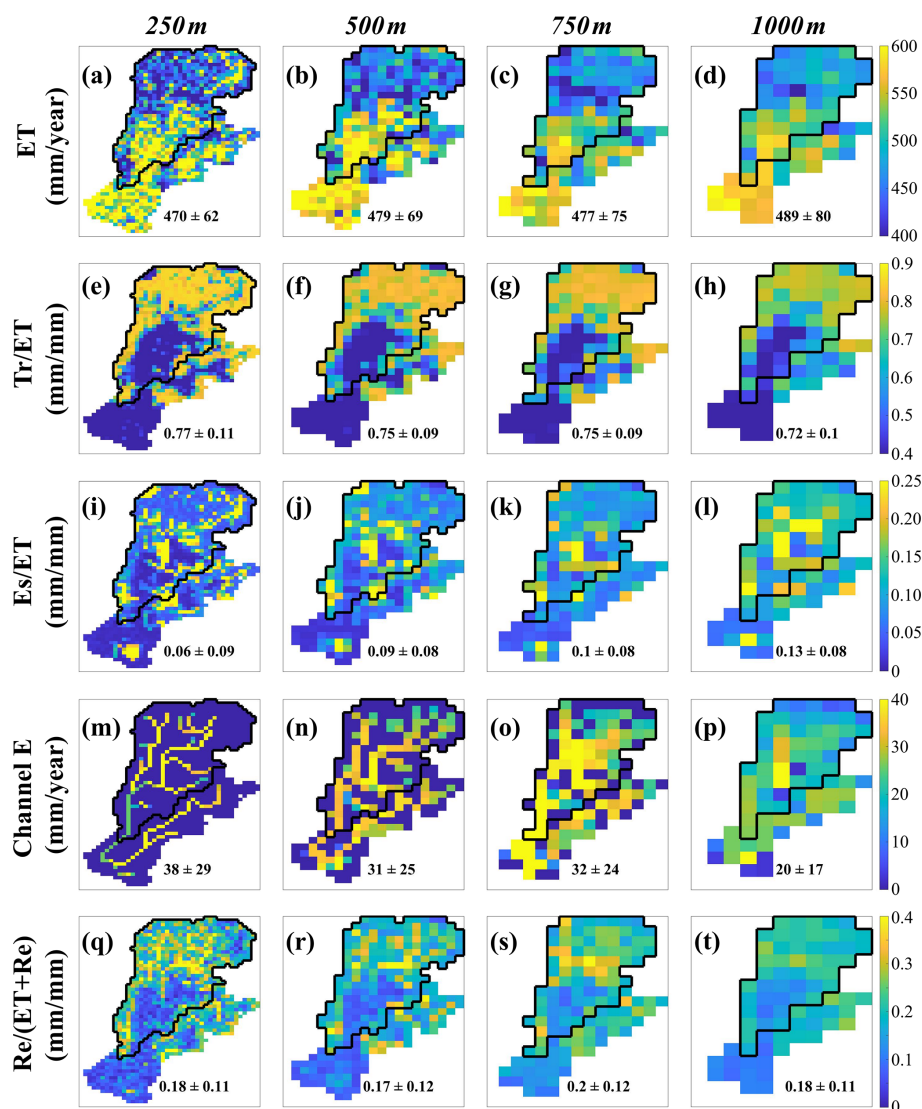 250 m 500 m 750 m 1000 m
ET
(mm/year)
(a) (b) (c) (d)
470 ± 62 479 ± 69 477 ± 75 489 ± 80
600
550
500
450
400
Tr/ET
(mm/mm)
(e) (f) (g) (h)
0.77 ± 0.11 0.75 ± 0.09 0.75 ± 0.09 0.72 ± 0.1
0.9
0.8
0.7
0.6
0.5
0.4
Es/ET
(mm/mm)
(i) (j) (k) (l)
0.06 ± 0.09 0.09 ± 0.08 0.1 ± 0.08 0.13 ± 0.08
0.25
0.20
0.15
0.10
0.05
0
Channel E
(mm/year)
(m) (n) (o) (p)
38 ± 29 31 ± 25 32 ± 24 20 ± 17
40
30
20
10
0
Re/(ET+Re)
(mm/mm)
(q) (r) (s) (t)
0.18 ± 0.11 0.17 ± 0.12 0.2 ± 0.12 0.18 ± 0.11
0.4
0.3
0.2
0.1
0